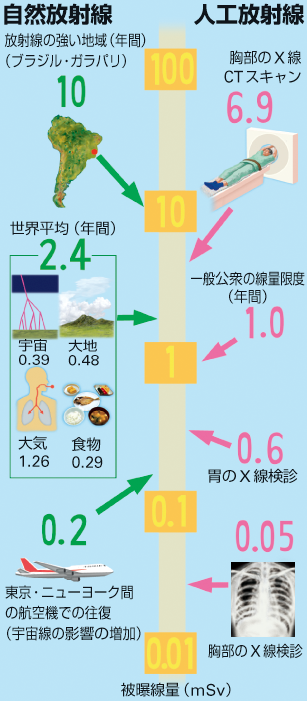 自然放射線
放射線の強い地域（年間）
（ブラジル・ガラパリ）
10
世界平均（年間）
2.4
宇宙
0.39
大地
0.48
大気
1.26
食物
0.29
0.2
東京・ニューヨーク間
の航空機での往復
（宇宙線の影響の増加）
100
10
1
0.1
0.01
被曝線量（mSv）
人工放射線
胸部のX線
CTスキャン
6.9
一般公衆の線量限度
（年間）
1.0
0.6
胃のX線検診
0.05
胸部のX線検診